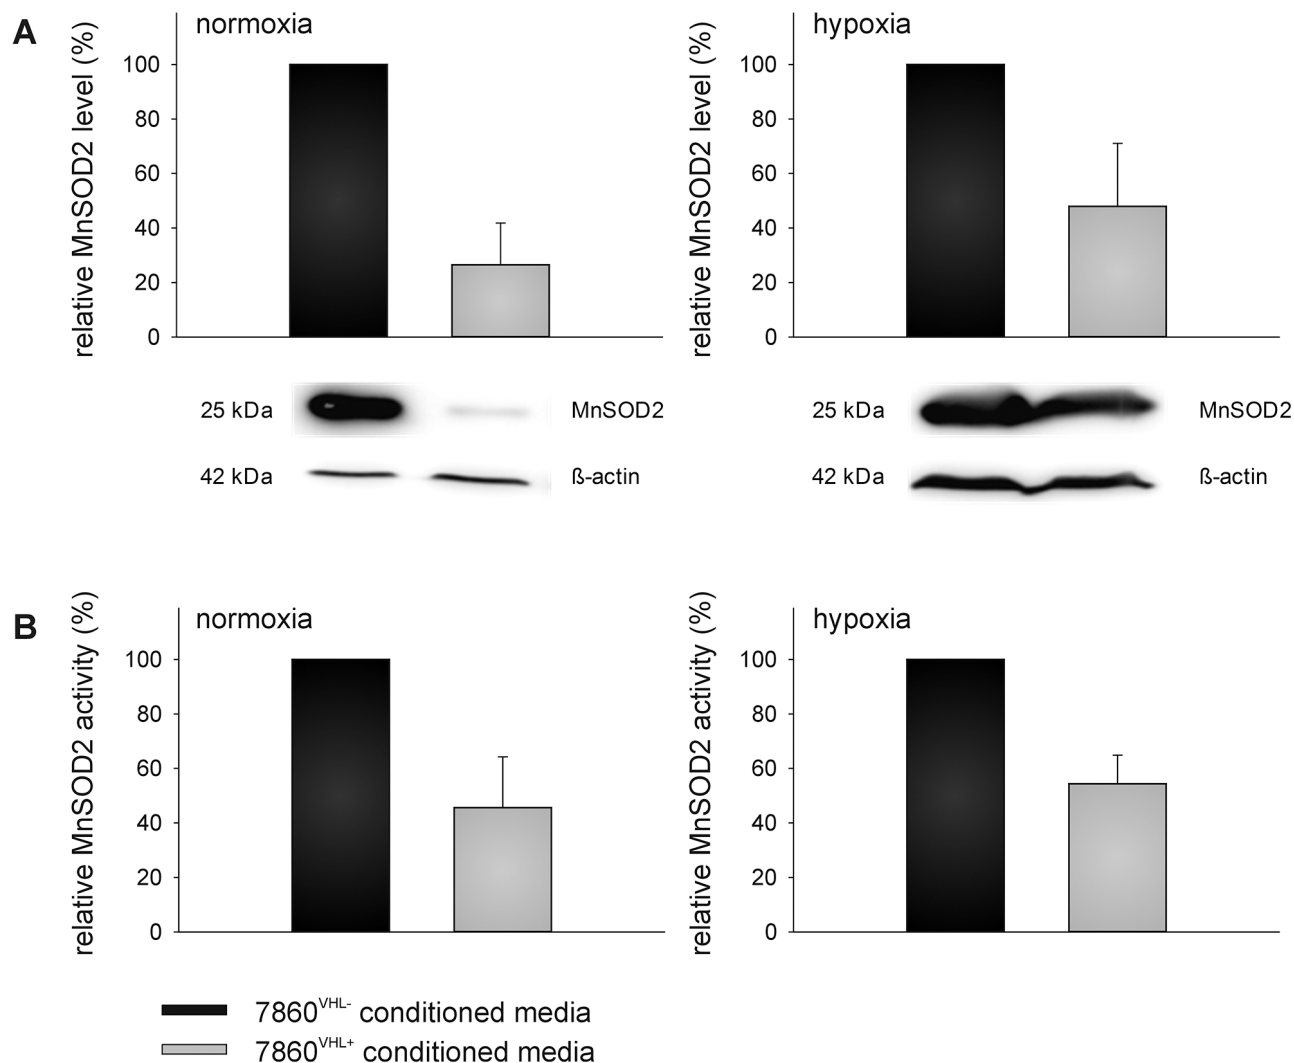 A
normoxia
relative MnSOD2 level (%)
100
80
60
40
20
0
hypoxia
relative MnSOD2 level (%)
100
80
60
40
20
0
25 kDa
MnSOD2
42 kDa
ß-actin
25 kDa
MnSOD2
42 kDa
ß-actin
B
normoxia
relative MnSOD2 activity (%)
100
80
60
40
20
0
hypoxia
relative MnSOD2 activity (%)
100
80
60
40
20
0
7860VHL- conditioned media
7860VHL+ conditioned media